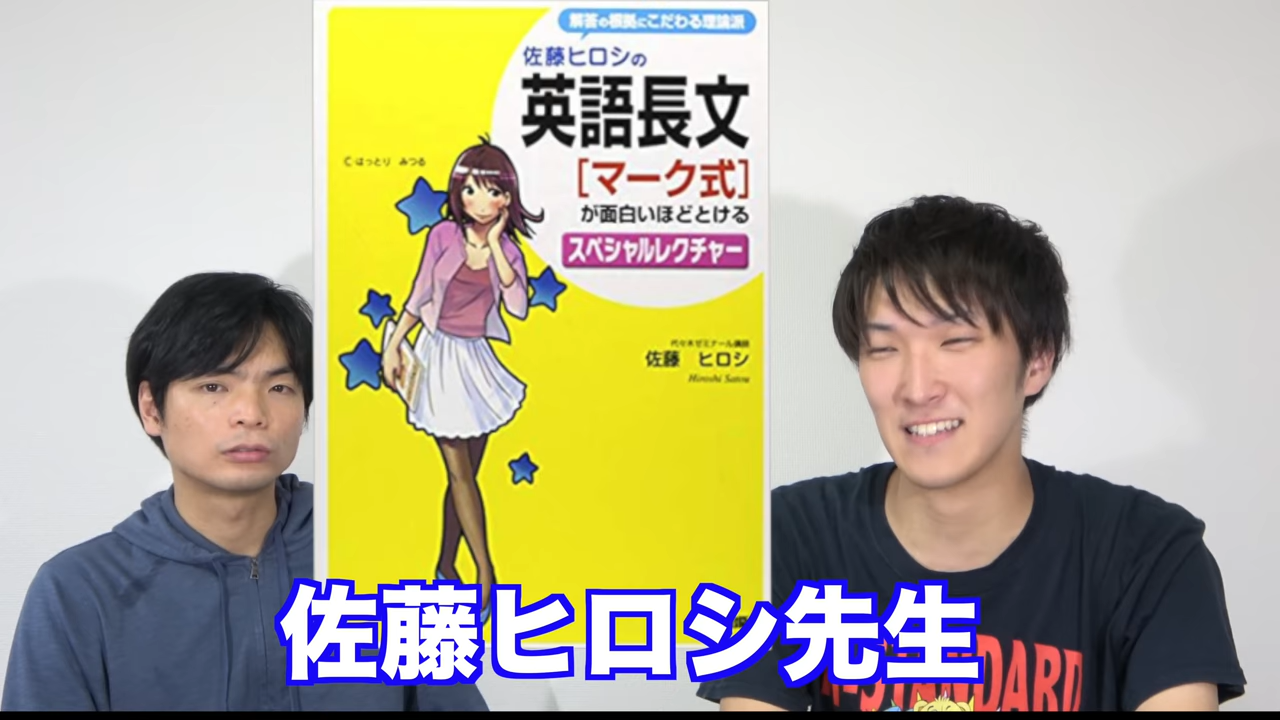 解答の根拠にこだわる理論派
佐藤ヒロシの
英語長文
[マーク式]
が面白いほどとける
スペシャルレクチャー
C はっとり みつる
代々木ゼミナール講師
佐藤 ヒロシ
Hiroshi Satou
佐藤ヒロシ先生
STANDARD